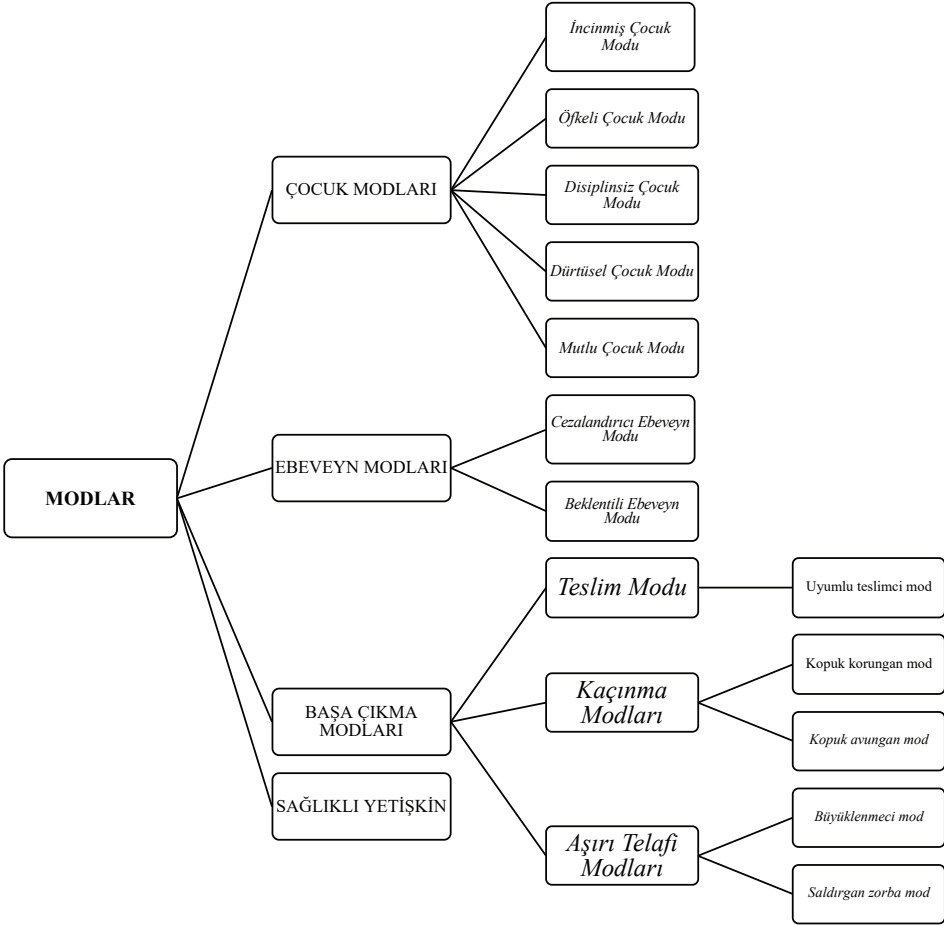 MODLAR
ÇOCUK MODLARI
İncinmiş Çocuk
Modu
Öfkeli Çocuk Modu
Disiplinsiz Çocuk
Modu
Dürtüsel Çocuk Modu
Mutlu Çocuk Modu
EBEVEYN MODLARI
Cezalandırıcı Ebeveyn
Modu
Beklentili Ebeveyn
Modu
BAŞA ÇIKMA
MODLARI
Teslim Modu
Uyumlu teslimci mod
Kaçınma
Modları
Kopuk korungan mod
Kopuk avungan mod
Aşırı Telafi
Modları
Büyüklenmeci mod
Saldırgan zorba mod
SAĞLIKLI YETİŞKİN